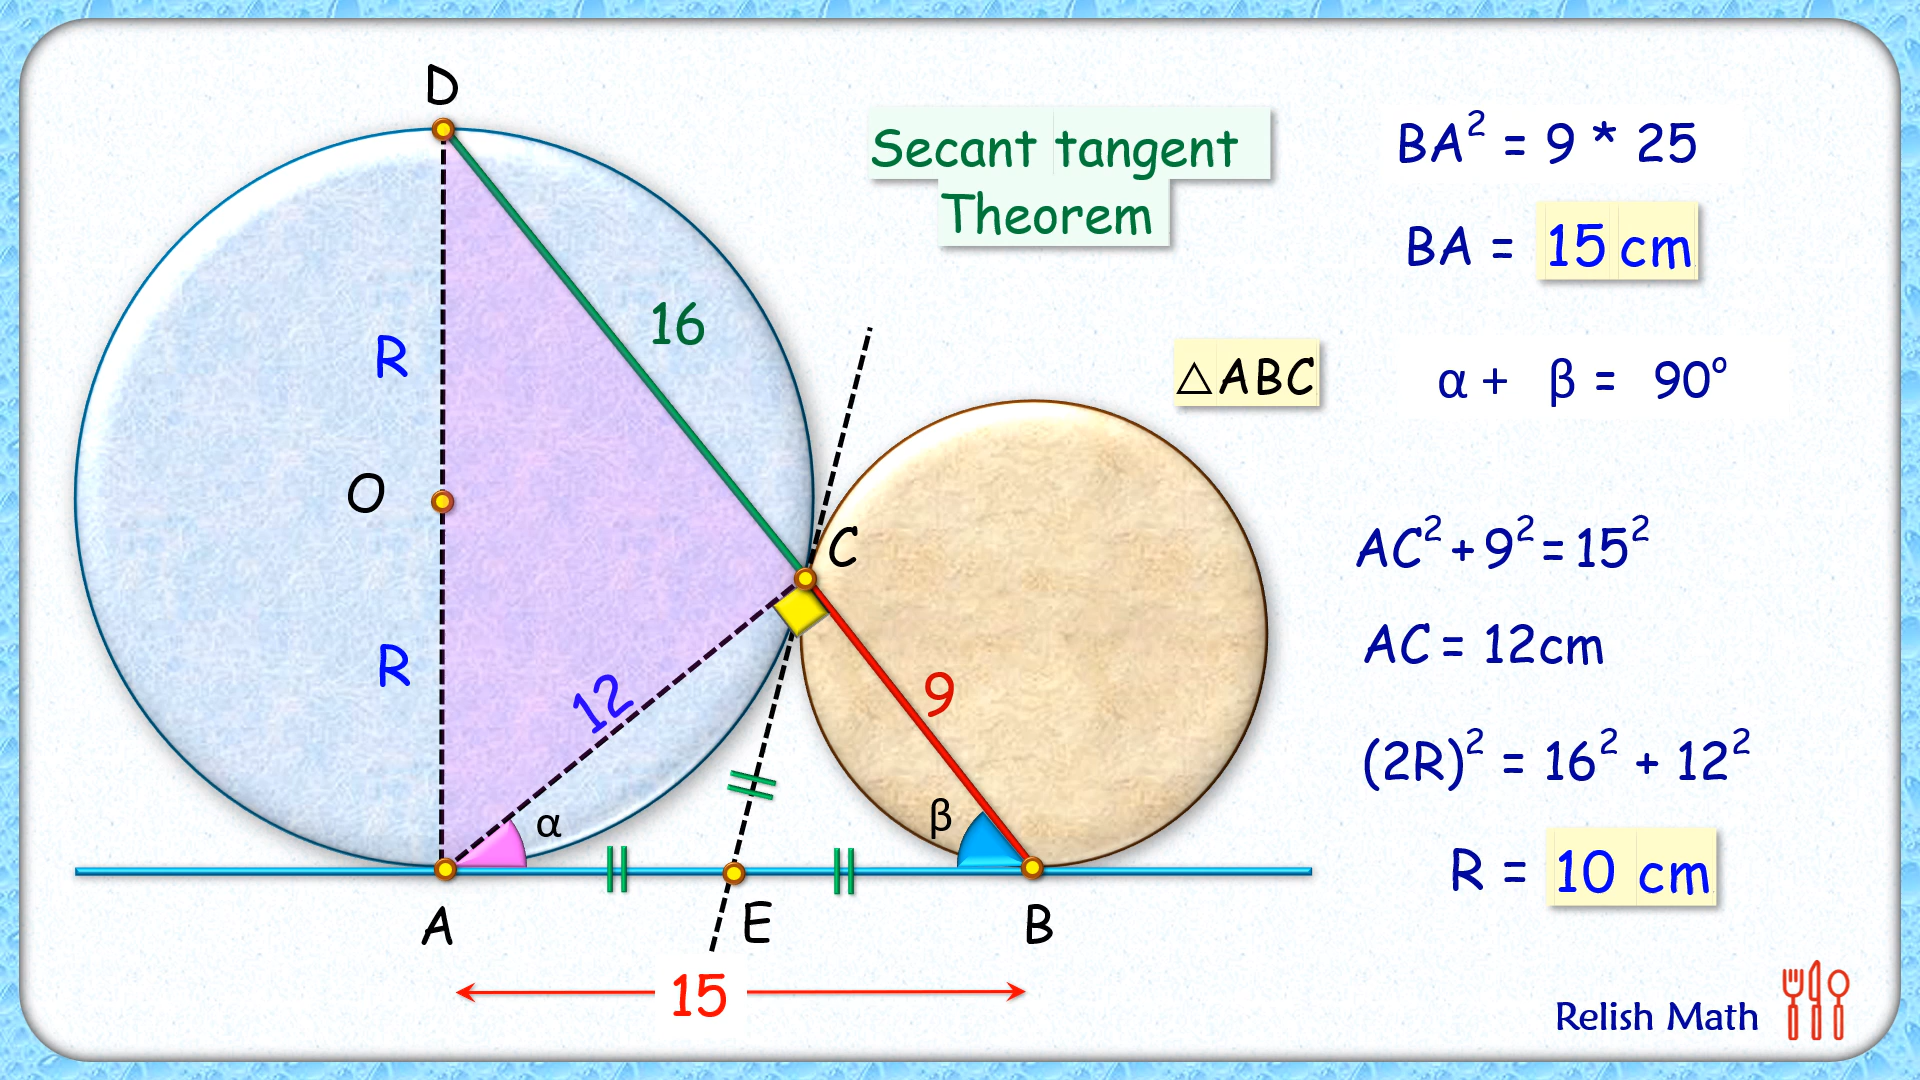 D
Secant tangent
Theorem
BA² = 9 * 25
BA = 15 cm
16
R
△ABC
α + β = 90°
O
C
AC² + 9² = 15²
AC = 12cm
R
12
9
(2R)² = 16² + 12²
α
β
R = 10 cm
A
E
B
15
Relish Math